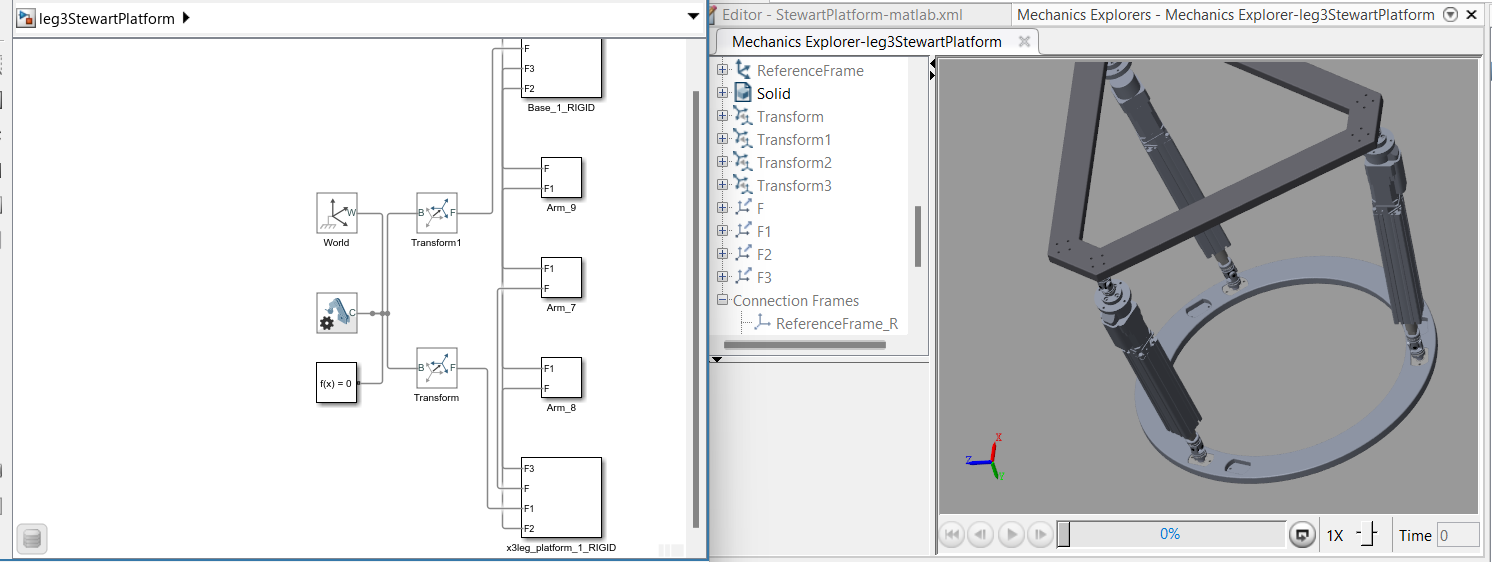 leg3StewartPlatform
F
F3
F2
Base_1_RIGID
F
F1
Arm_9
W
World
B
F
Transform1
F1
F
Arm_7
C
f(x) = 0
B
F
Transform
F1
F
Arm_8
F3
F
F1
F2
x3leg_platform_1_RIGID
Editor - StewartPlatform-matlab.xml
Mechanics Explorers - Mechanics Explorer-leg3StewartPlatform
Mechanics Explorer-leg3StewartPlatform
ReferenceFrame
Solid
Transform
Transform1
Transform2
Transform3
F
F1
F2
F3
Connection Frames
ReferenceFrame_R
X
Z
0%
1X
Time 0